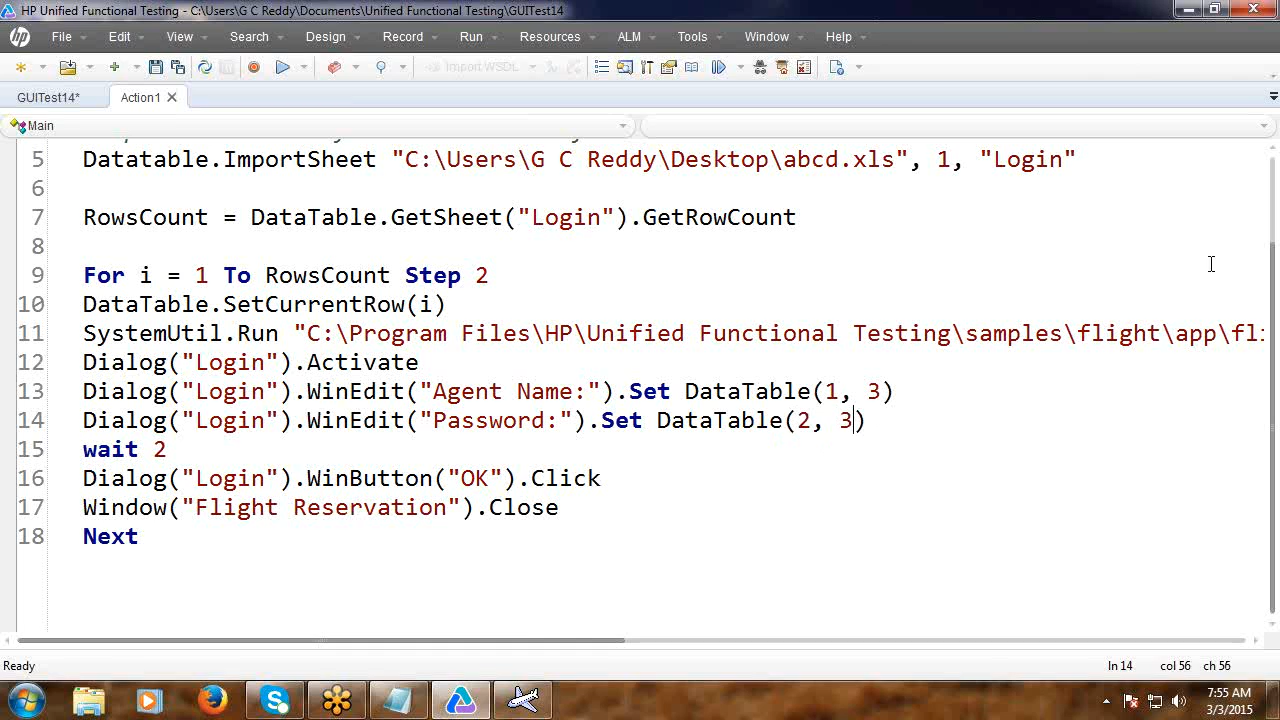 HP Unified Functional Testing - C:\Users\G C Reddy\Documents\Unified Functional Testing\GUITest14
hp File Edit View Search Design Record Run Resources ALM Tools Window Help
Import WSDL
GUITest14* Action1
Main
5 Datatable.ImportSheet "C:\Users\G C Reddy\Desktop\abcd.xls", 1, "Login"
6
7 RowsCount = DataTable.GetSheet("Login").GetRowCount
8
9 For i = 1 To RowsCount Step 2
10 DataTable.SetCurrentRow(i)
11 SystemUtil.Run "C:\Program Files\HP\Unified Functional Testing\samples\flight\app\fli
12 Dialog("Login").Activate
13 Dialog("Login").WinEdit("Agent Name:").Set DataTable(1, 3)
14 Dialog("Login").WinEdit("Password:").Set DataTable(2, 3)
15 wait 2
16 Dialog("Login").WinButton("OK").Click
17 Window("Flight Reservation").Close
18 Next
Ready ln 14 col 56 ch 56
7:55 AM
3/3/2015